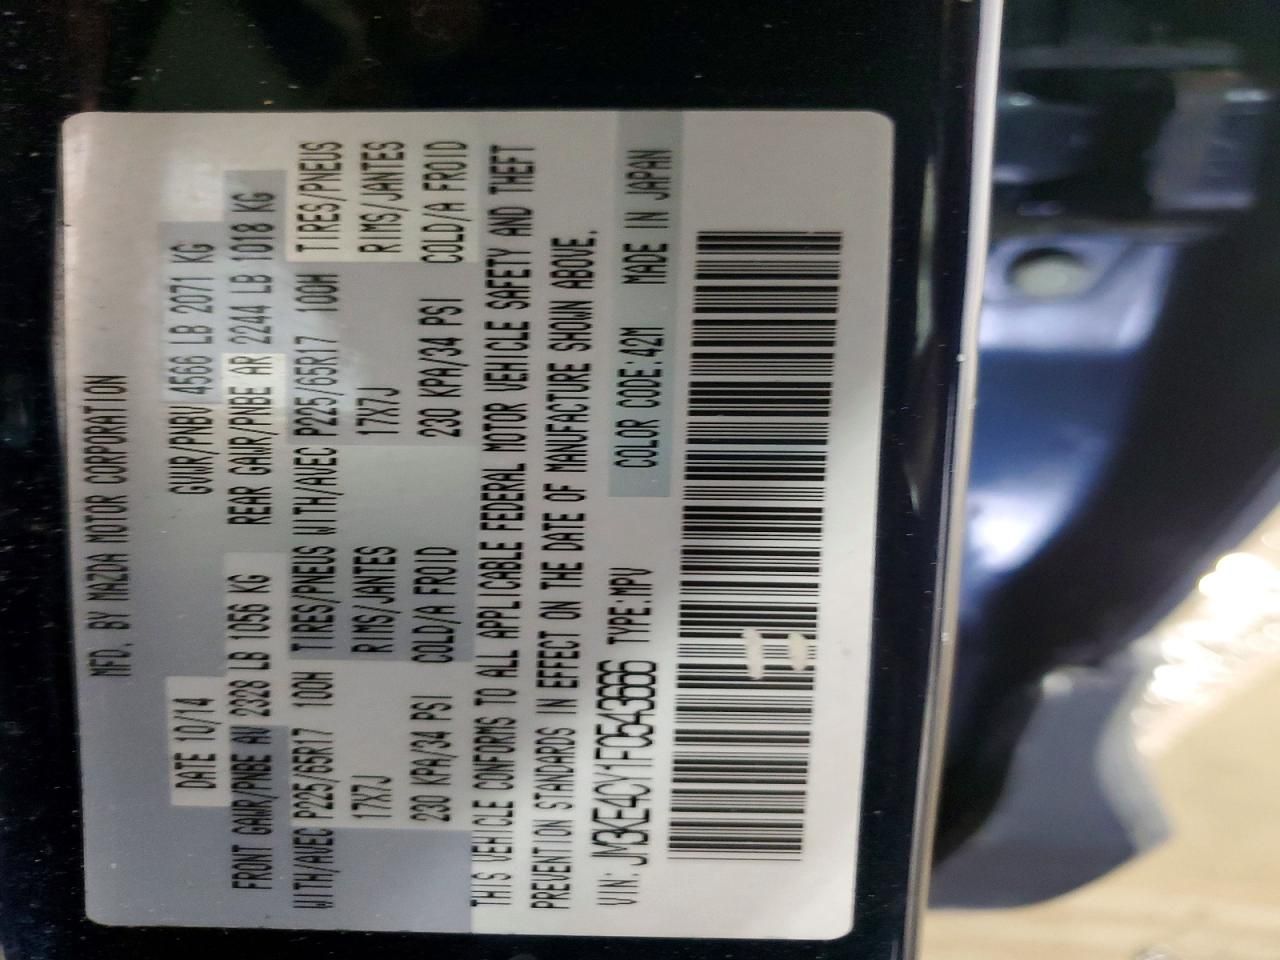 MFD. BY MAZDA MOTOR CORPORATION
DATE 10/14 GVWR/PNBV 4566 LB 2071 KG
FRONT GAWR/PNBE AV 2328 LB 1056 KG REAR GAWR/PNBE AR 2244 LB 1018 KG
WITH/AVEC P225/65R17 100H TIRES/PNEUS WITH/AVEC P225/65R17 100H TIRES/PNEUS
17X7J RIMS/JANTES 17X7J RIMS/JANTES
230 KPA/34 PSI COLD/A FROID 230 KPA/34 PSI COLD/A FROID
THIS VEHICLE CONFORMS TO ALL APPLICABLE FEDERAL MOTOR VEHICLE SAFETY AND THEFT
PREVENTION STANDARDS IN EFFECT ON THE DATE OF MANUFACTURE SHOWN ABOVE.
VIN: JM3KE4CY1F0543666 TYPE:MPV COLOR CODE:42M MADE IN JAPAN